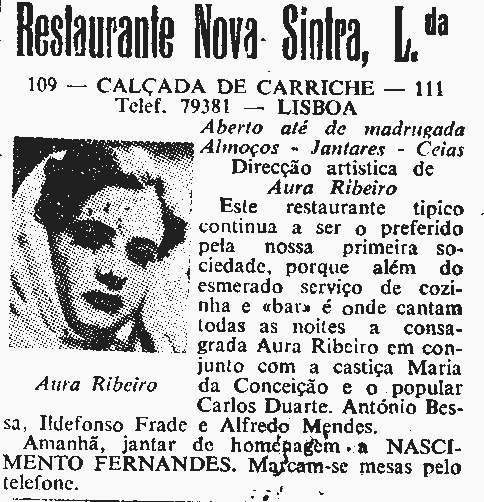 Restaurante Nova Sintra, L.da
109 — CALÇADA DE CARRICHE — 111
Telef. 79381 — LISBOA
Aberto até de madrugada
Almoços - Jantares - Ceias
Direcção artistica de
Aura Ribeiro
Este restaurante tipico
continua a ser o preferido
pela nossa primeira so-
ciedade, porque além do
esmerado serviço de cozi-
nha e «bar» é onde cantam
todas as noites a consa-
grada Aura Ribeiro em con-
junto com a castiça Maria
da Conceição e o popular
Carlos Duarte. António Bes-
sa, Ildefonso Frade e Alfredo Mendes.
Amanhã, jantar de homenagem a NASCI-
MENTO FERNANDES. Marcam-se mesas pelo
telefone.
Aura Ribeiro